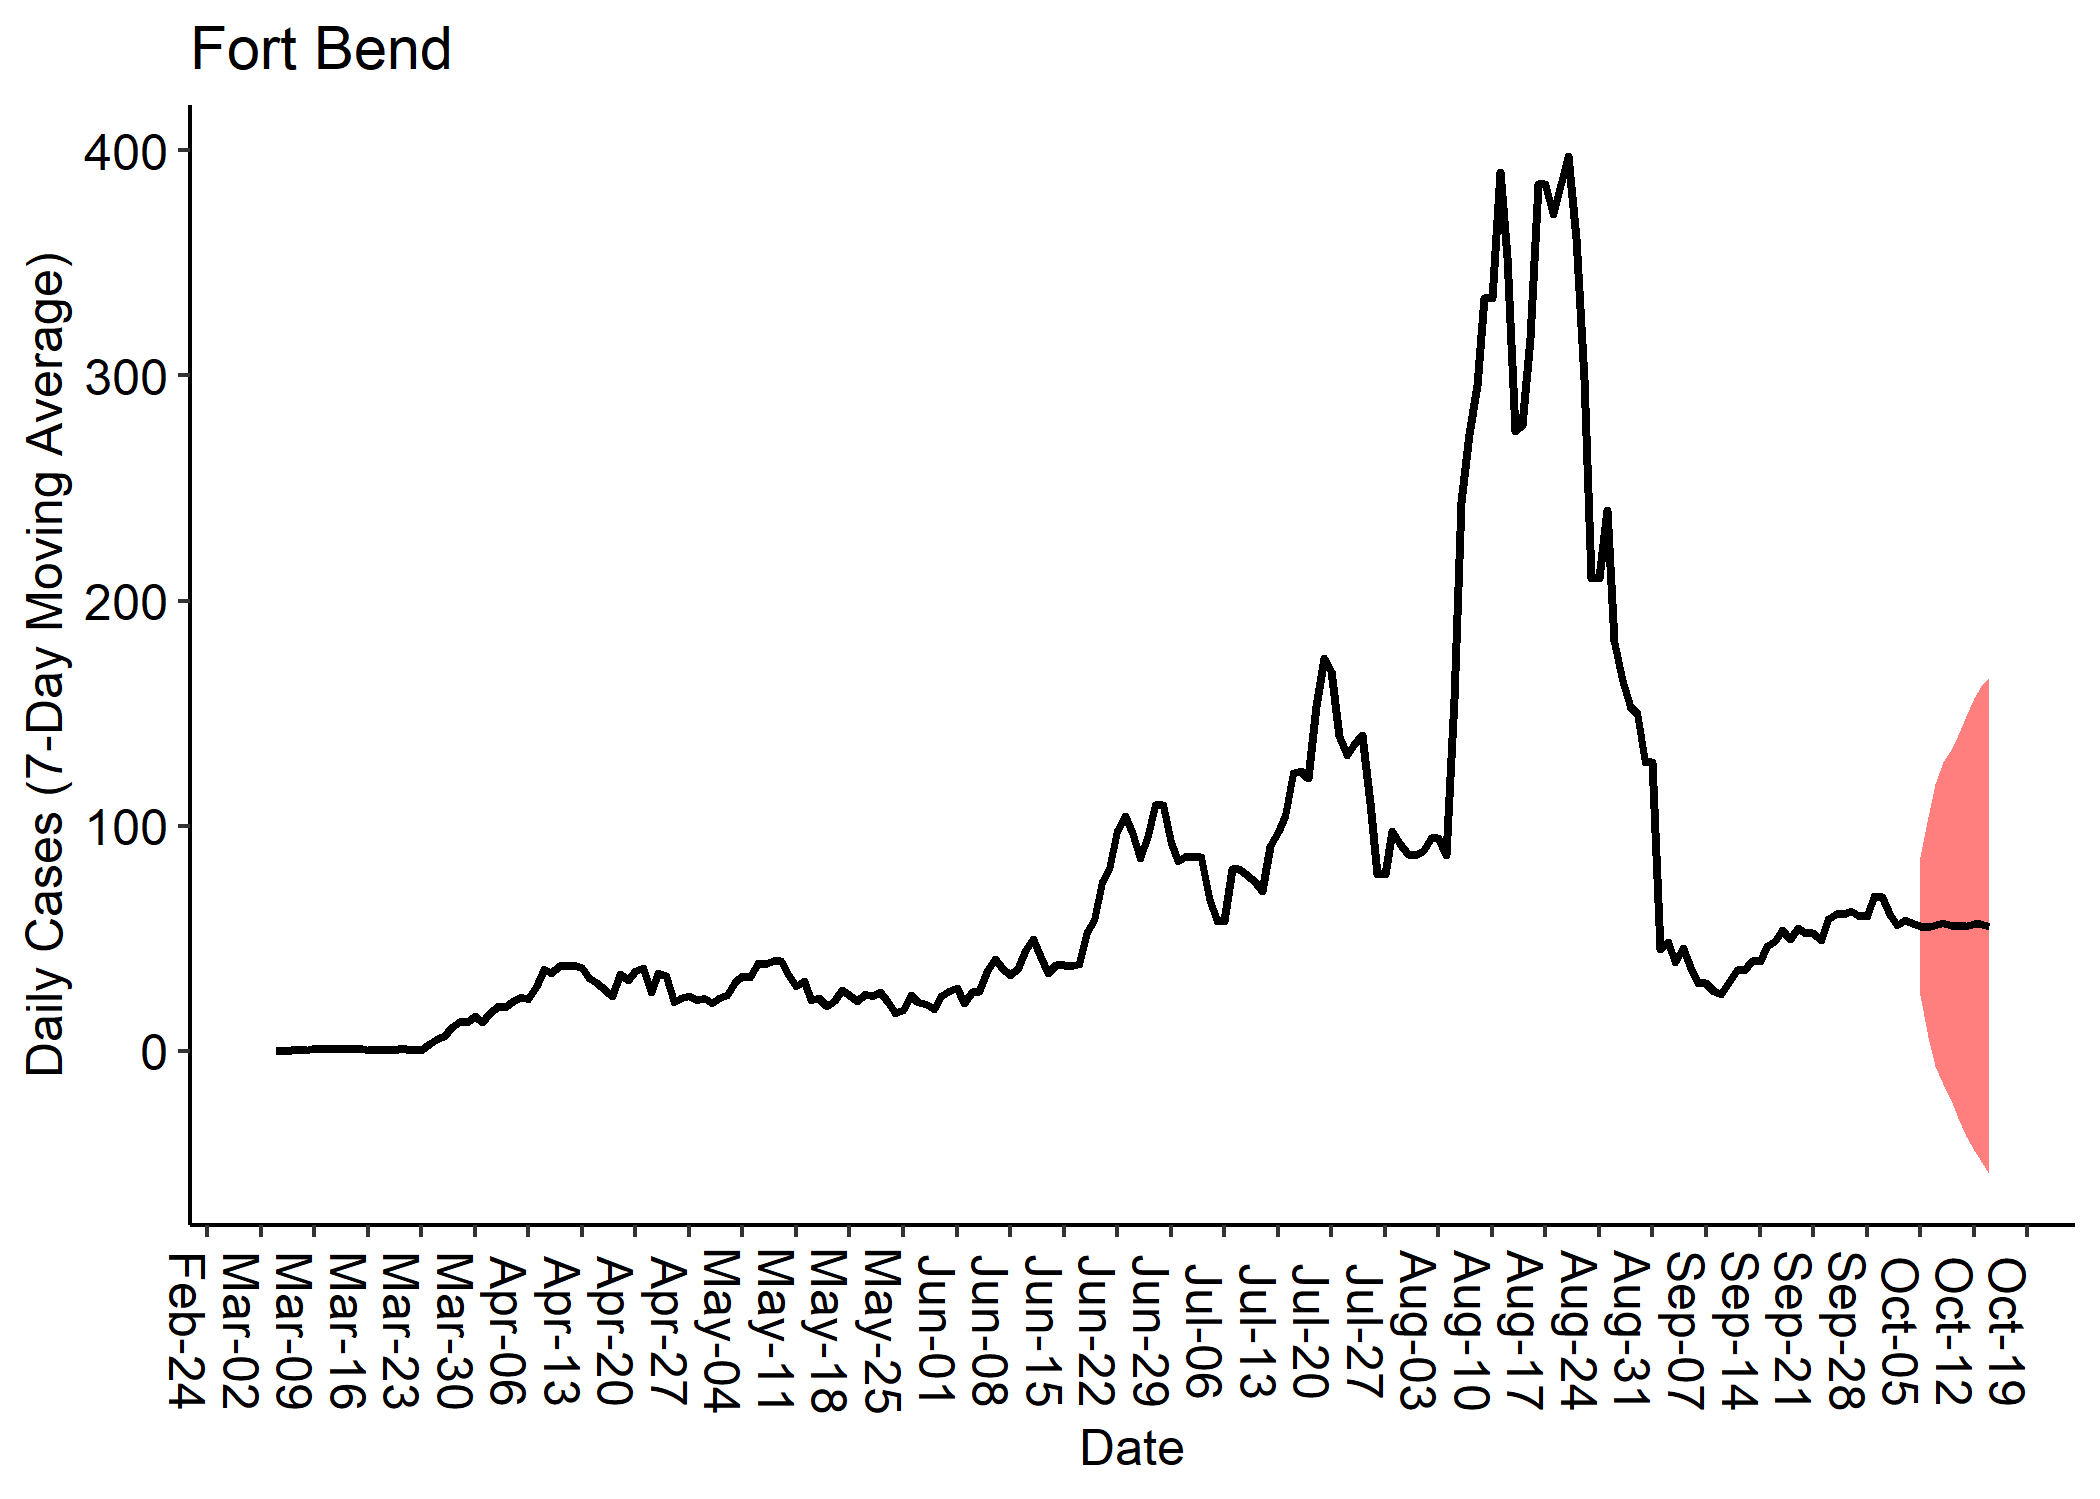 Fort Bend
Daily Cases (7-Day Moving Average)
400
300
200
100
0
Feb-24
Mar-02
Mar-09
Mar-16
Mar-23
Mar-30
Apr-06
Apr-13
Apr-20
Apr-27
May-04
May-11
May-18
May-25
Jun-01
Jun-08
Jun-15
Jun-22
Jun-29
Jul-06
Jul-13
Jul-20
Jul-27
Aug-03
Aug-10
Aug-17
Aug-24
Aug-31
Sep-07
Sep-14
Sep-21
Sep-28
Oct-05
Oct-12
Oct-19
Date